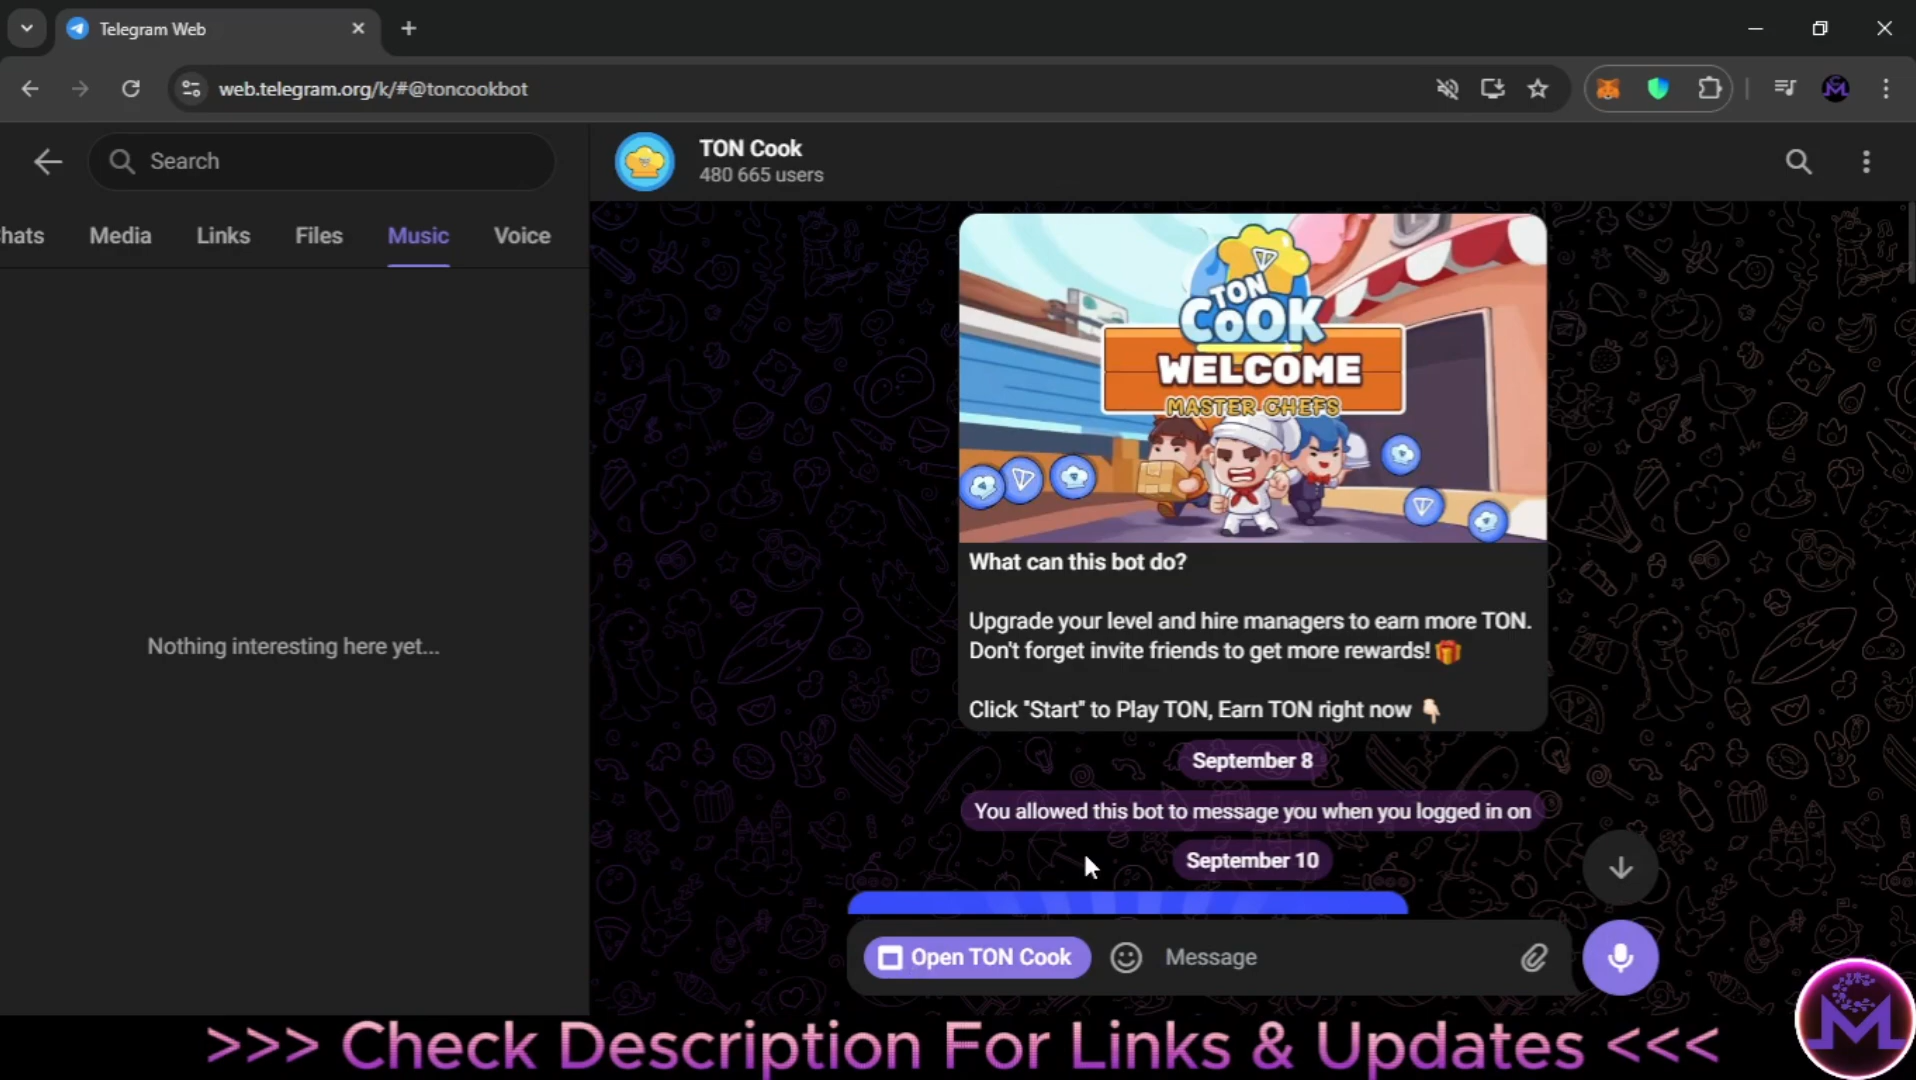 Telegram Web
web.telegram.org/k/#@toncookbot
Search
TON Cook
480 665 users
hats
Media
Links
Files
Music
Voice
Nothing interesting here yet...
TON
COOK
WELCOME
MASTER CHEFS
What can this bot do?
Upgrade your level and hire managers to earn more TON.
Don't forget invite friends to get more rewards!
Click "Start" to Play TON, Earn TON right now
September 8
You allowed this bot to message you when you logged in on
September 10
Open TON Cook
Message
>>> Check Description For Links & Updates <<<